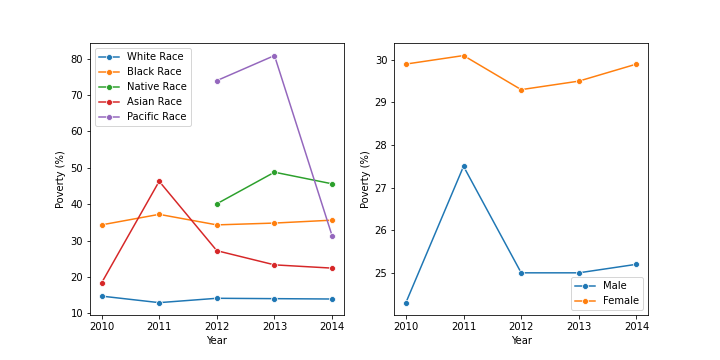 White Race
Black Race
Native Race
Asian Race
Pacific Race
Poverty (%)
80
70
60
50
40
30
20
10
2010 2011 2012 2013 2014
Year
Poverty (%)
30
29
28
27
26
25
Male
Female
2010 2011 2012 2013 2014
Year